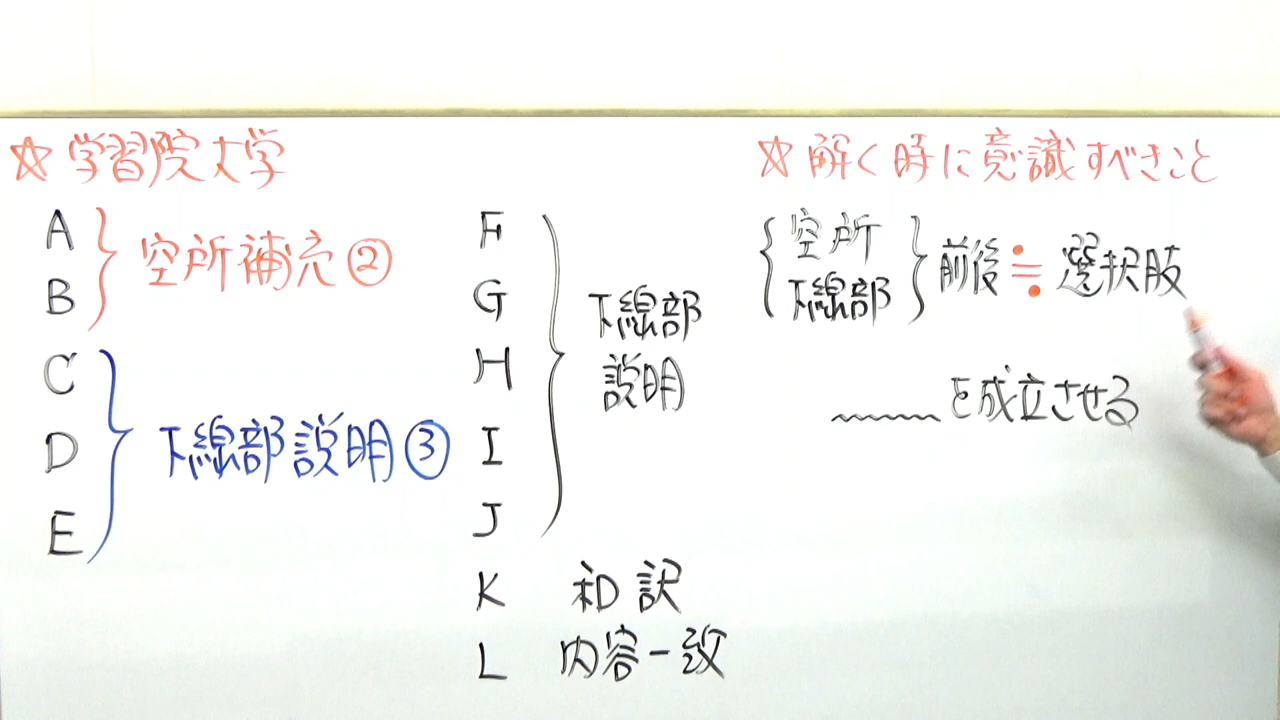 ☆ 学習院大学
A
B
空所補充②
C
D
E
下線部説明③
F
G
H
I
J
下線部
説明
K 和訳
L 内容一致
☆ 解く時に意識すべきこと
空所
下線部
前後≒選択肢
~~~~を成立させる